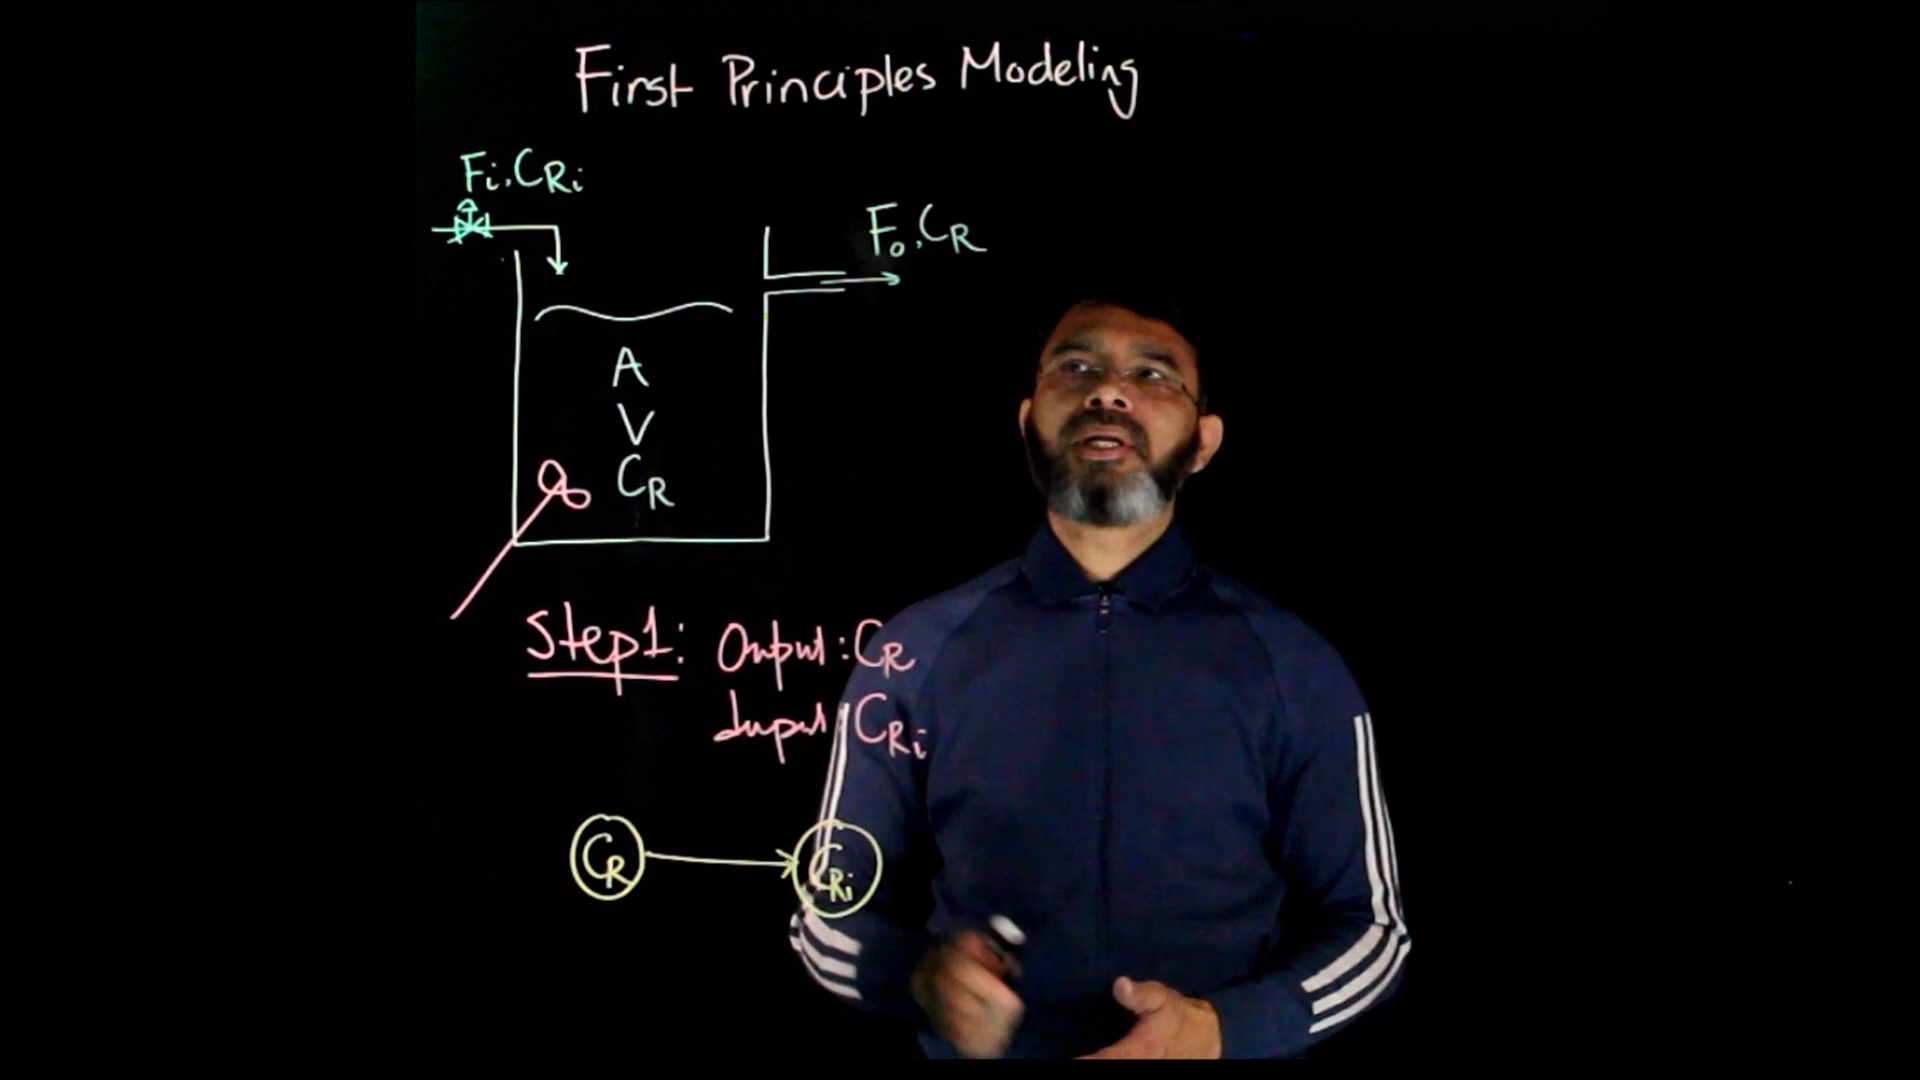 First Principles Modeling
Fi, CRi
Fo, CR
A
V
CR
Step1: Output: CR
Input: CRi
CR
CRi